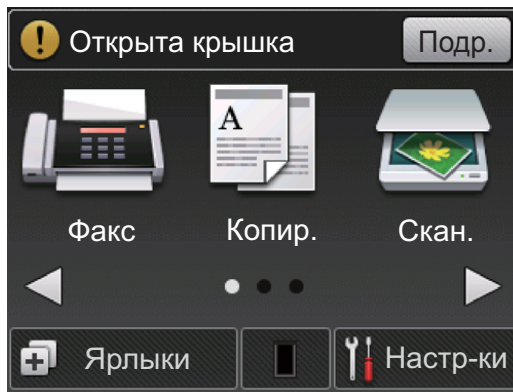 Открыта крышка Подр.
A
Факс Копир. Скан.
Ярлыки Настр-ки